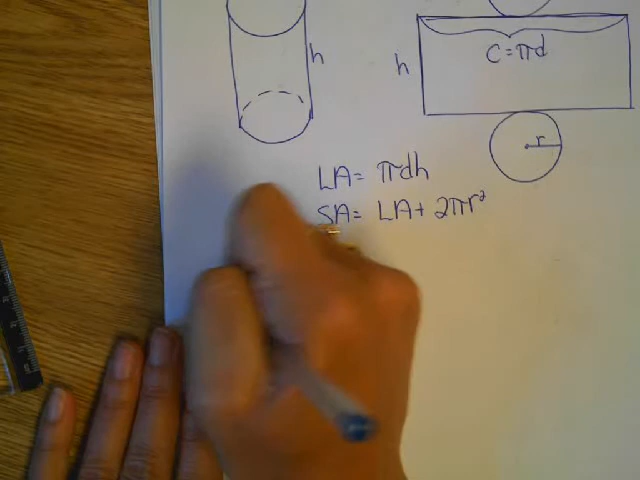 h
h
C = πd
r
LA = πdh
SA = LA + 2πr²